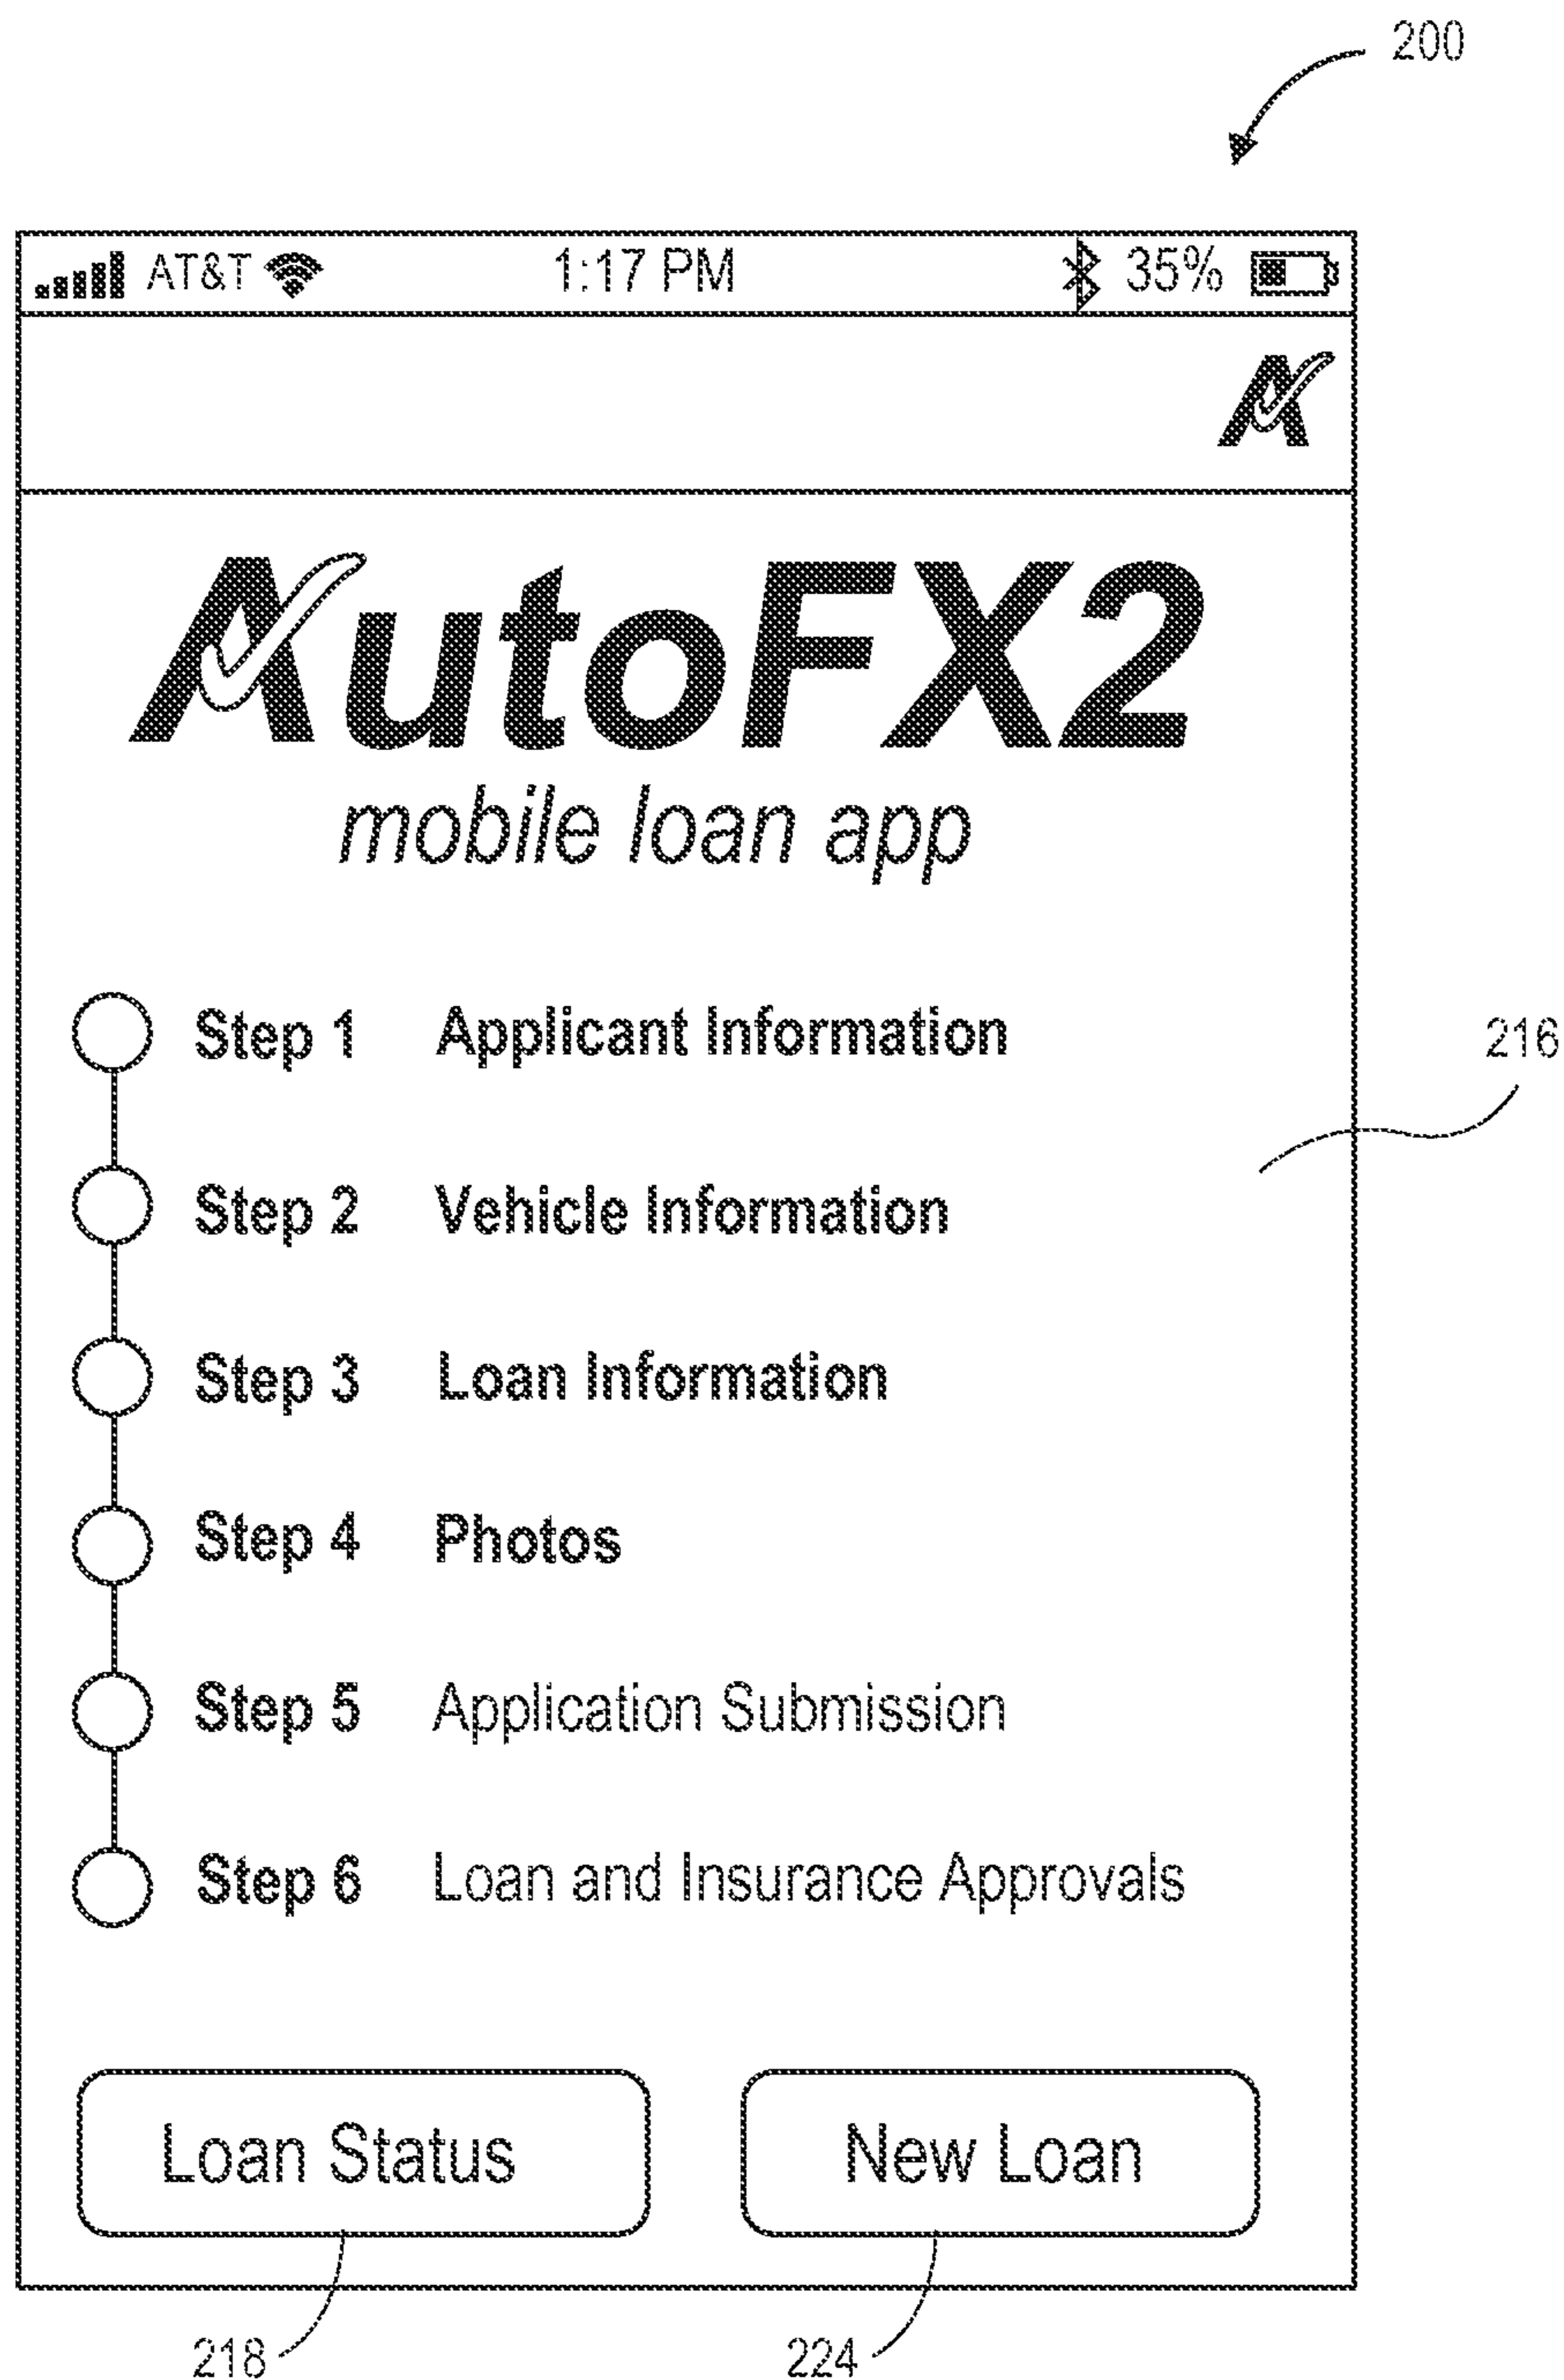 200
AT&T 1:17 PM 35%
A
AutoFX2
mobile loan app
Step 1 Applicant Information
216
Step 2 Vehicle Information
Step 3 Loan Information
Step 4 Photos
Step 5 Application Submission
Step 6 Loan and Insurance Approvals
Loan Status New Loan
218 224